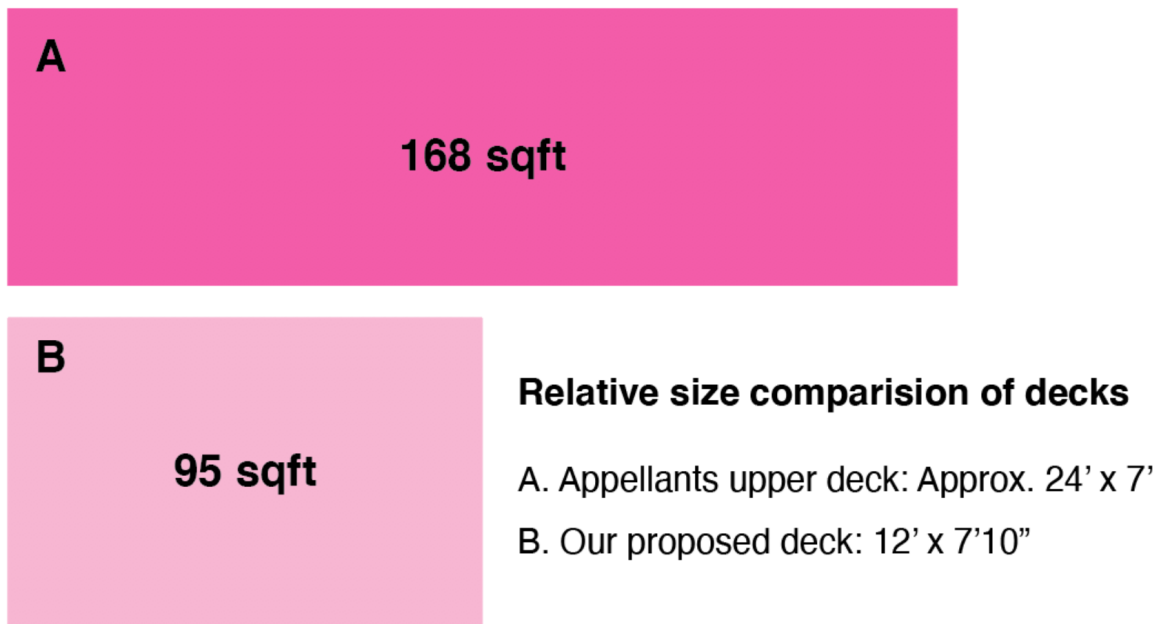 A
168 sqft
B
95 sqft
Relative size comparision of decks
A. Appellants upper deck: Approx. 24’ x 7’
B. Our proposed deck: 12’ x 7’10”